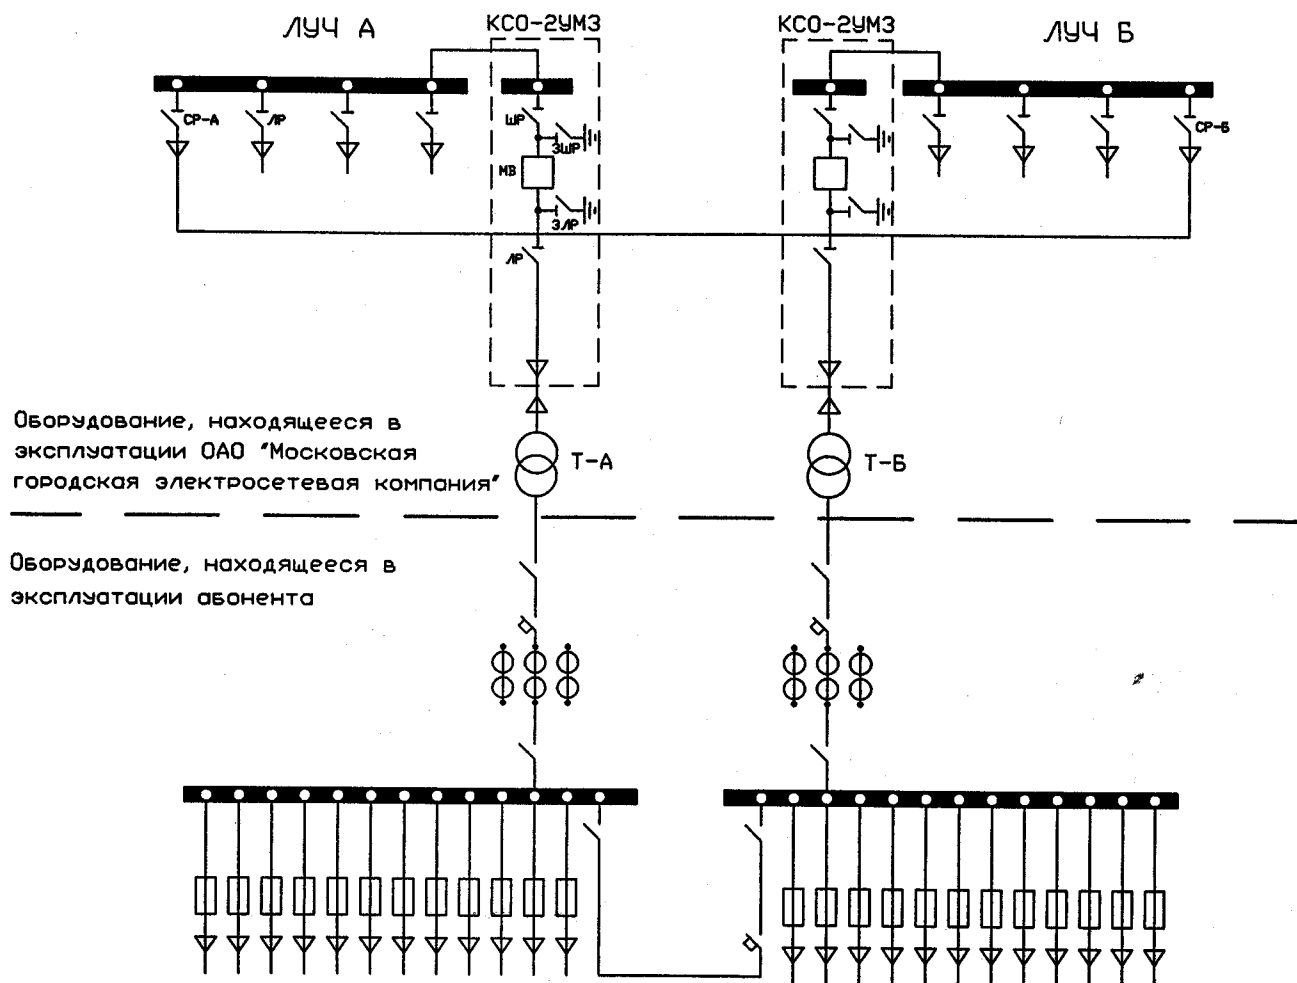 ЛУЧ А
КСО-2УМ3
КСО-2УМ3
ЛУЧ Б
СР-А
ЛР
ШР
ЗШР
МВ
ЗЛР
ЛР
СР-Б
Оборудование, находящееся в
эксплуатации ОАО "Московская
городская электросетевая компания"
Т-А
Т-Б
Оборудование, находящееся в
эксплуатации абонента